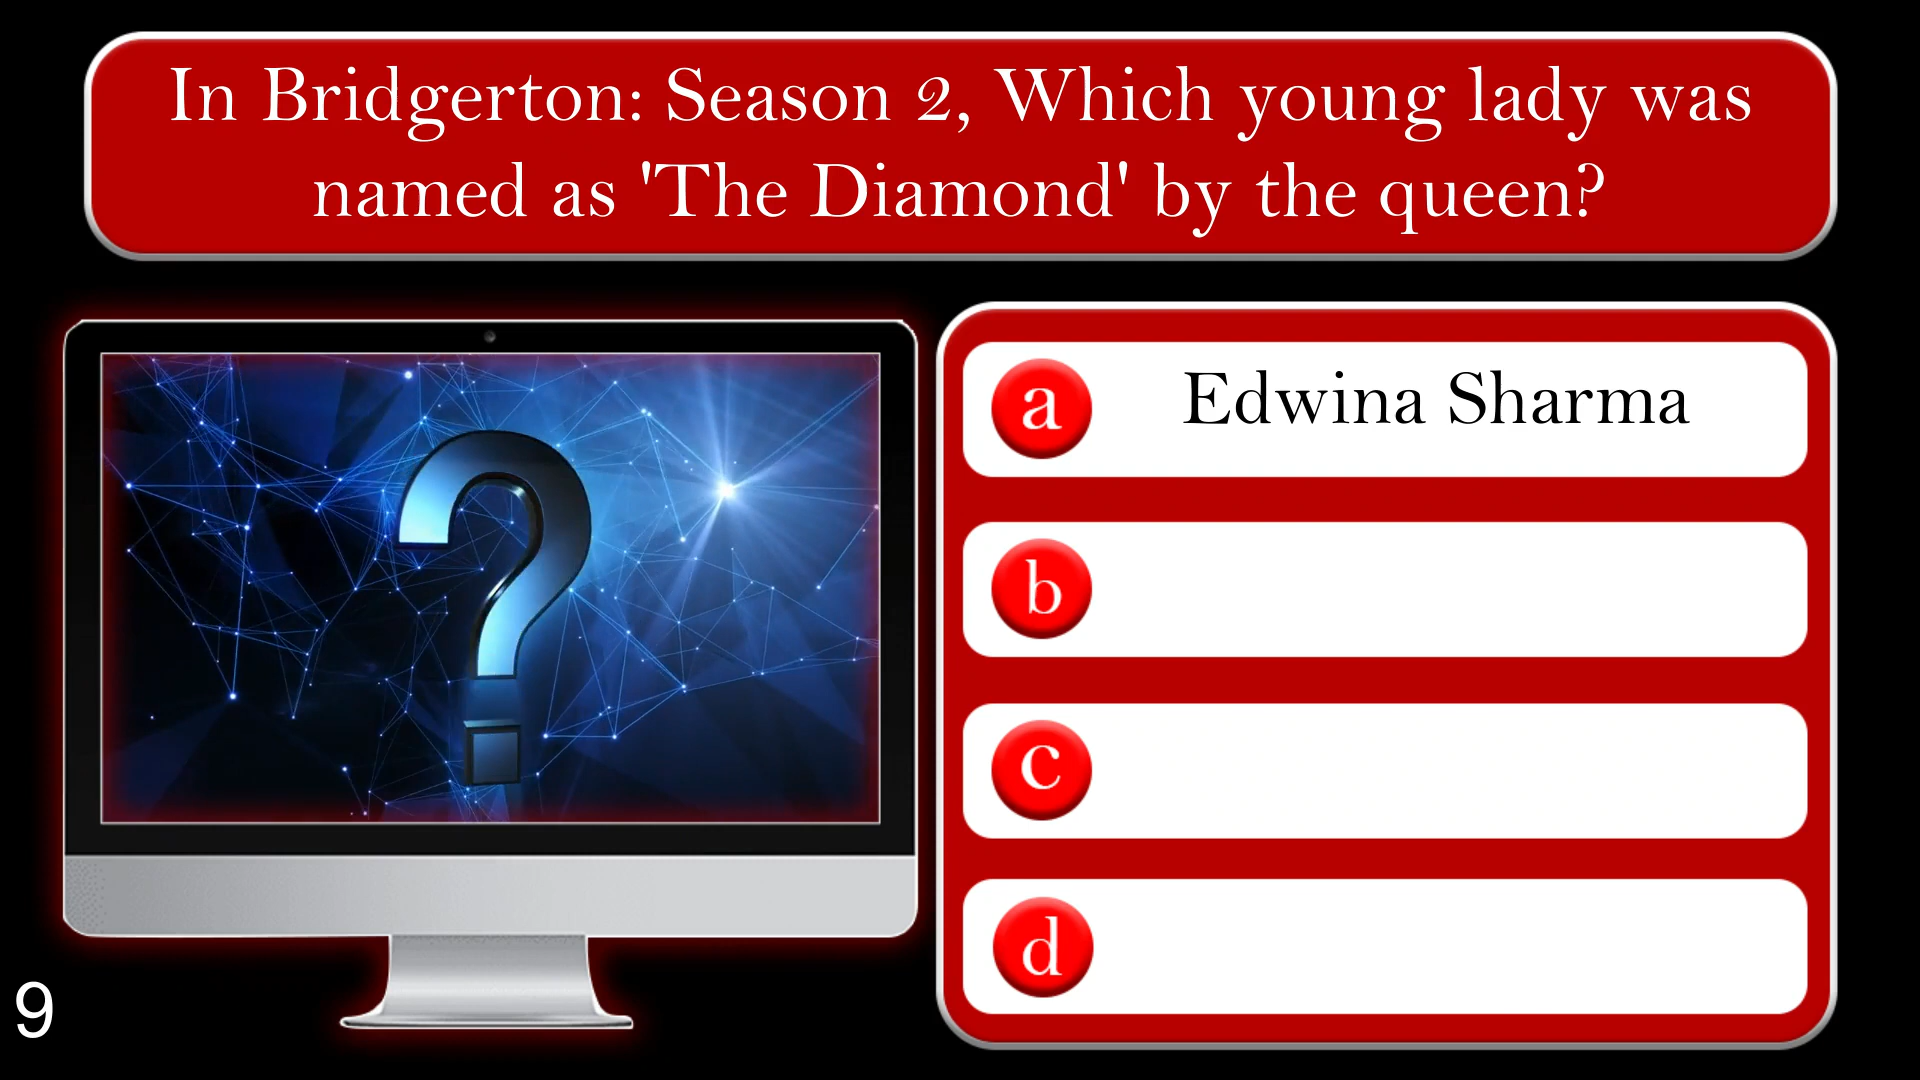 In Bridgerton: Season 2, Which young lady was
named as 'The Diamond' by the queen?
a Edwina Sharma
b
c
d
9